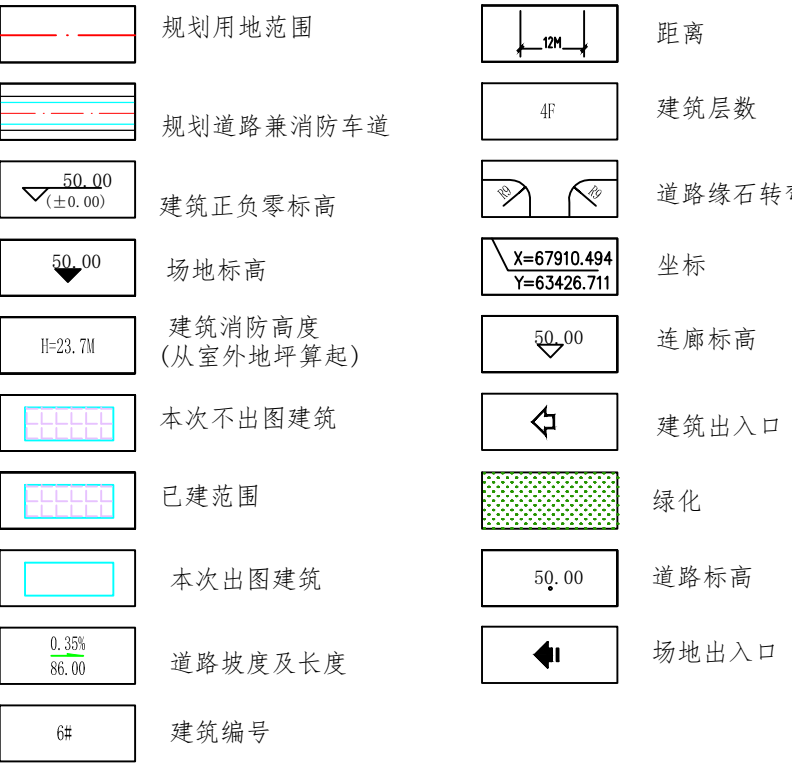 规划用地范围
规划道路兼消防车道
50.00
(±0.00)
建筑正负零标高
50.00
场地标高
H=23.7M
建筑消防高度
(从室外地坪算起)
本次不出图建筑
已建范围
本次出图建筑
0.35%
86.00
道路坡度及长度
6#
建筑编号
12M
距离
4F
建筑层数
R9
R9
道路缘石转
X=67910.494
Y=63426.711
坐标
50.00
连廊标高
建筑出入口
绿化
50.00
道路标高
场地出入口